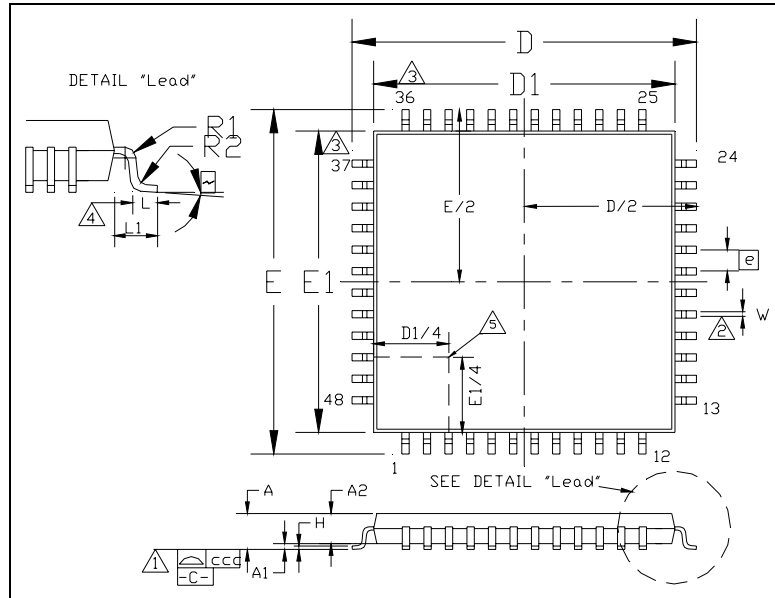 D
DETAIL "Lead"
3
D1
36
25
R1
R2
3
37
24
E/2
D/2
4
L
L1
e
E
E1
W
2
D1/4
5
E1/4
48
13
1
12
SEE DETAIL "Lead"
A
A2
H
1
ccc
-C-
A1